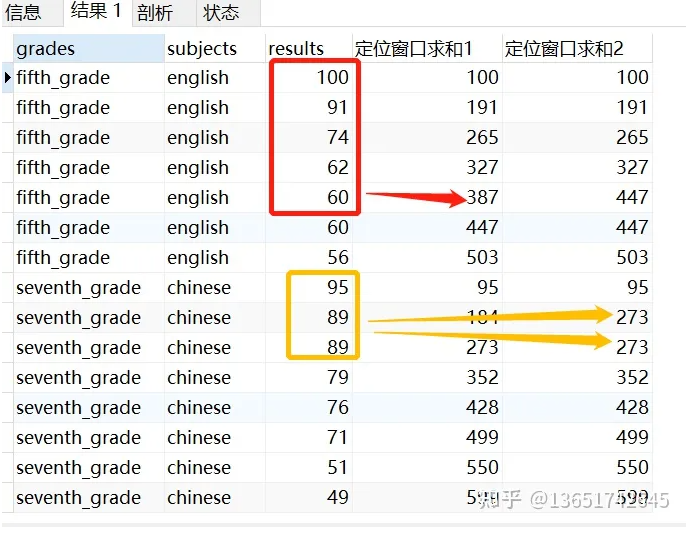 信息 结果 1 剖析 状态
grades subjects results 定位窗口求和1 定位窗口求和2
fifth_grade english 100 100 100
fifth_grade english 91 191 191
fifth_grade english 74 265 265
fifth_grade english 62 327 327
fifth_grade english 60 387 447
fifth_grade english 60 447 447
fifth_grade english 56 503 503
seventh_grade chinese 95 95 95
seventh_grade chinese 89 184 273
seventh_grade chinese 89 273 273
seventh_grade chinese 79 352 352
seventh_grade chinese 76 428 428
seventh_grade chinese 71 499 499
seventh_grade chinese 51 550 550
seventh_grade chinese 49 599 599
知乎 @13651742645